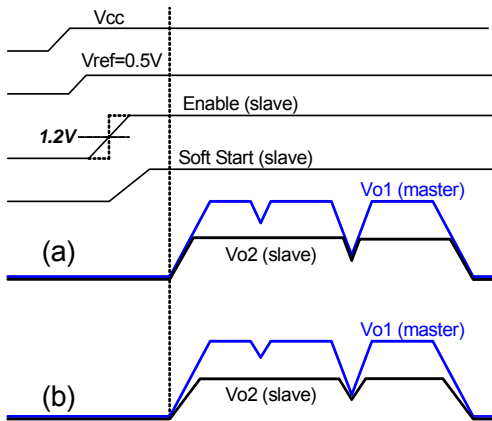 Vcc
Vref=0.5V
Enable (slave)
1.2V
Soft Start (slave)
Vo1 (master)
(a)
Vo2 (slave)
Vo1 (master)
(b)
Vo2 (slave)